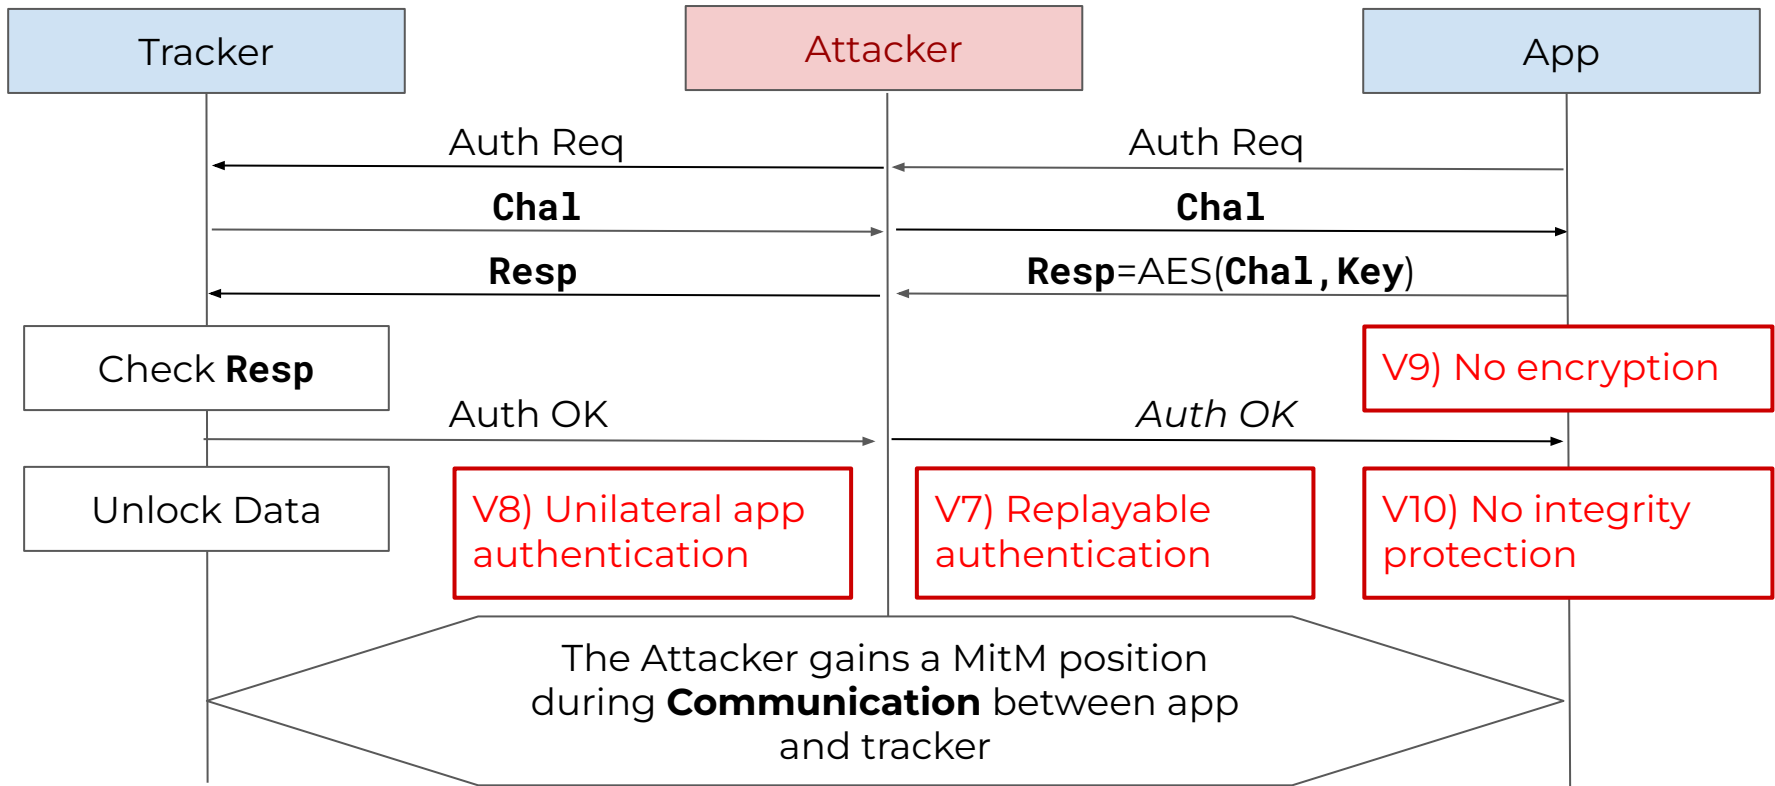 Tracker
Attacker
App
Auth Req
Auth Req
Chal
Chal
Resp
Resp=AES(Chal,Key)
Check Resp
V9) No encryption
Auth OK
Auth OK
Unlock Data
V8) Unilateral app
authentication
V7) Replayable
authentication
V10) No integrity
protection
The Attacker gains a MitM position
during Communication between app
and tracker